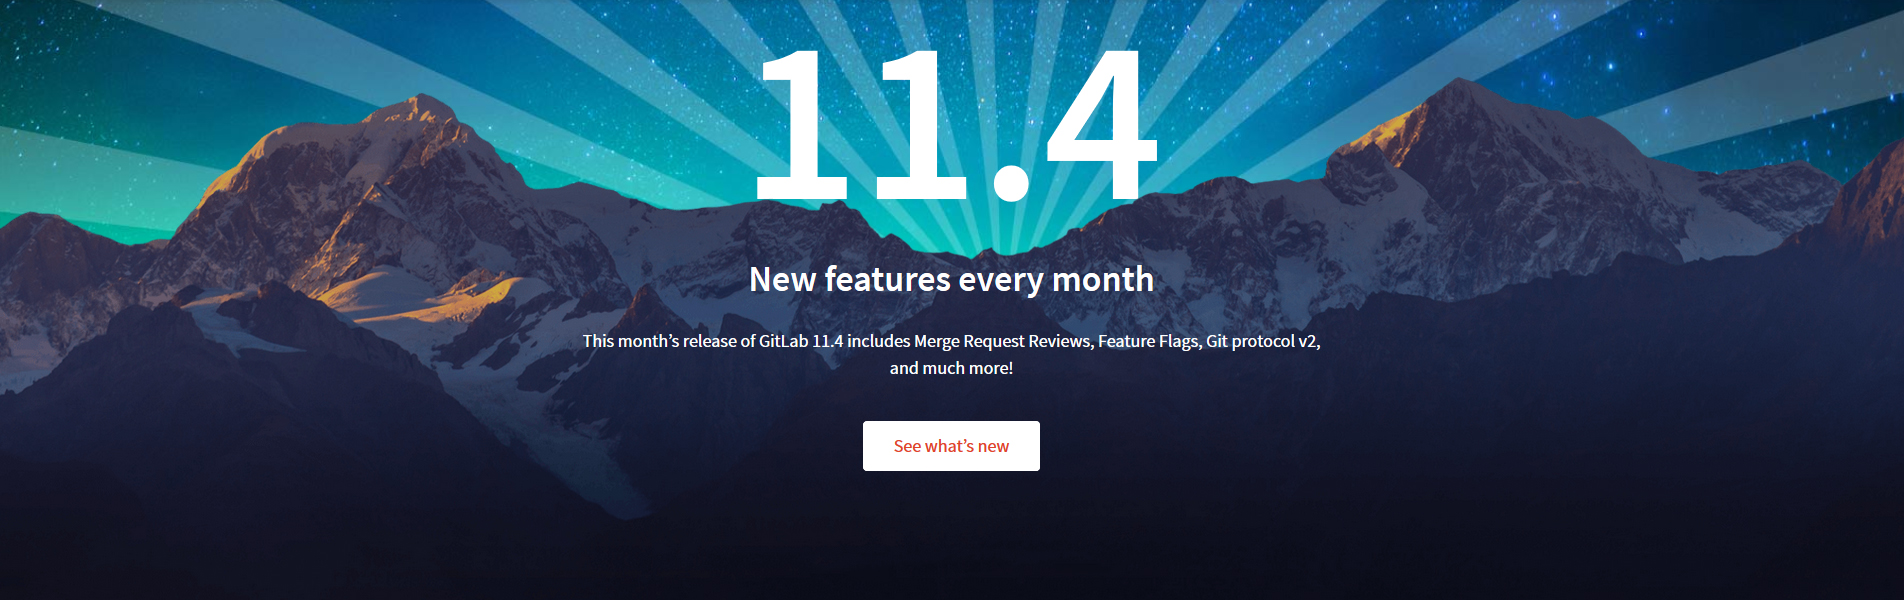 11.4
New features every month
This month’s release of GitLab 11.4 includes Merge Request Reviews, Feature Flags, Git protocol v2,
and much more!
See what’s new